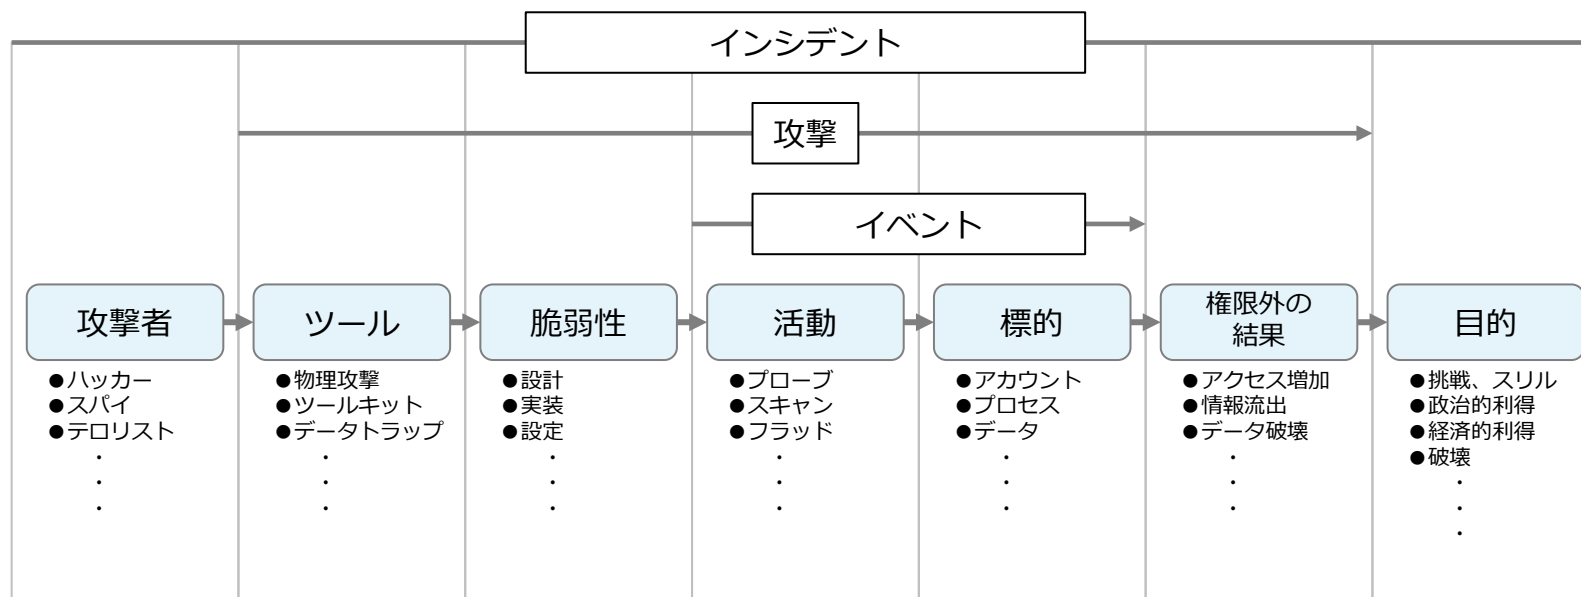 インシデント
攻撃
イベント
攻撃者
●ハッカー
●スパイ
●テロリスト
・
・
・
ツール
●物理攻撃
●ツールキット
●データトラップ
・
・
・
脆弱性
●設計
●実装
●設定
・
・
・
活動
●プローブ
●スキャン
●フラッド
・
・
・
標的
●アカウント
●プロセス
●データ
・
・
・
権限外の
結果
●アクセス増加
●情報流出
●データ破壊
・
・
・
目的
●挑戦、スリル
●政治的利得
●経済的利得
●破壊
・
・
・